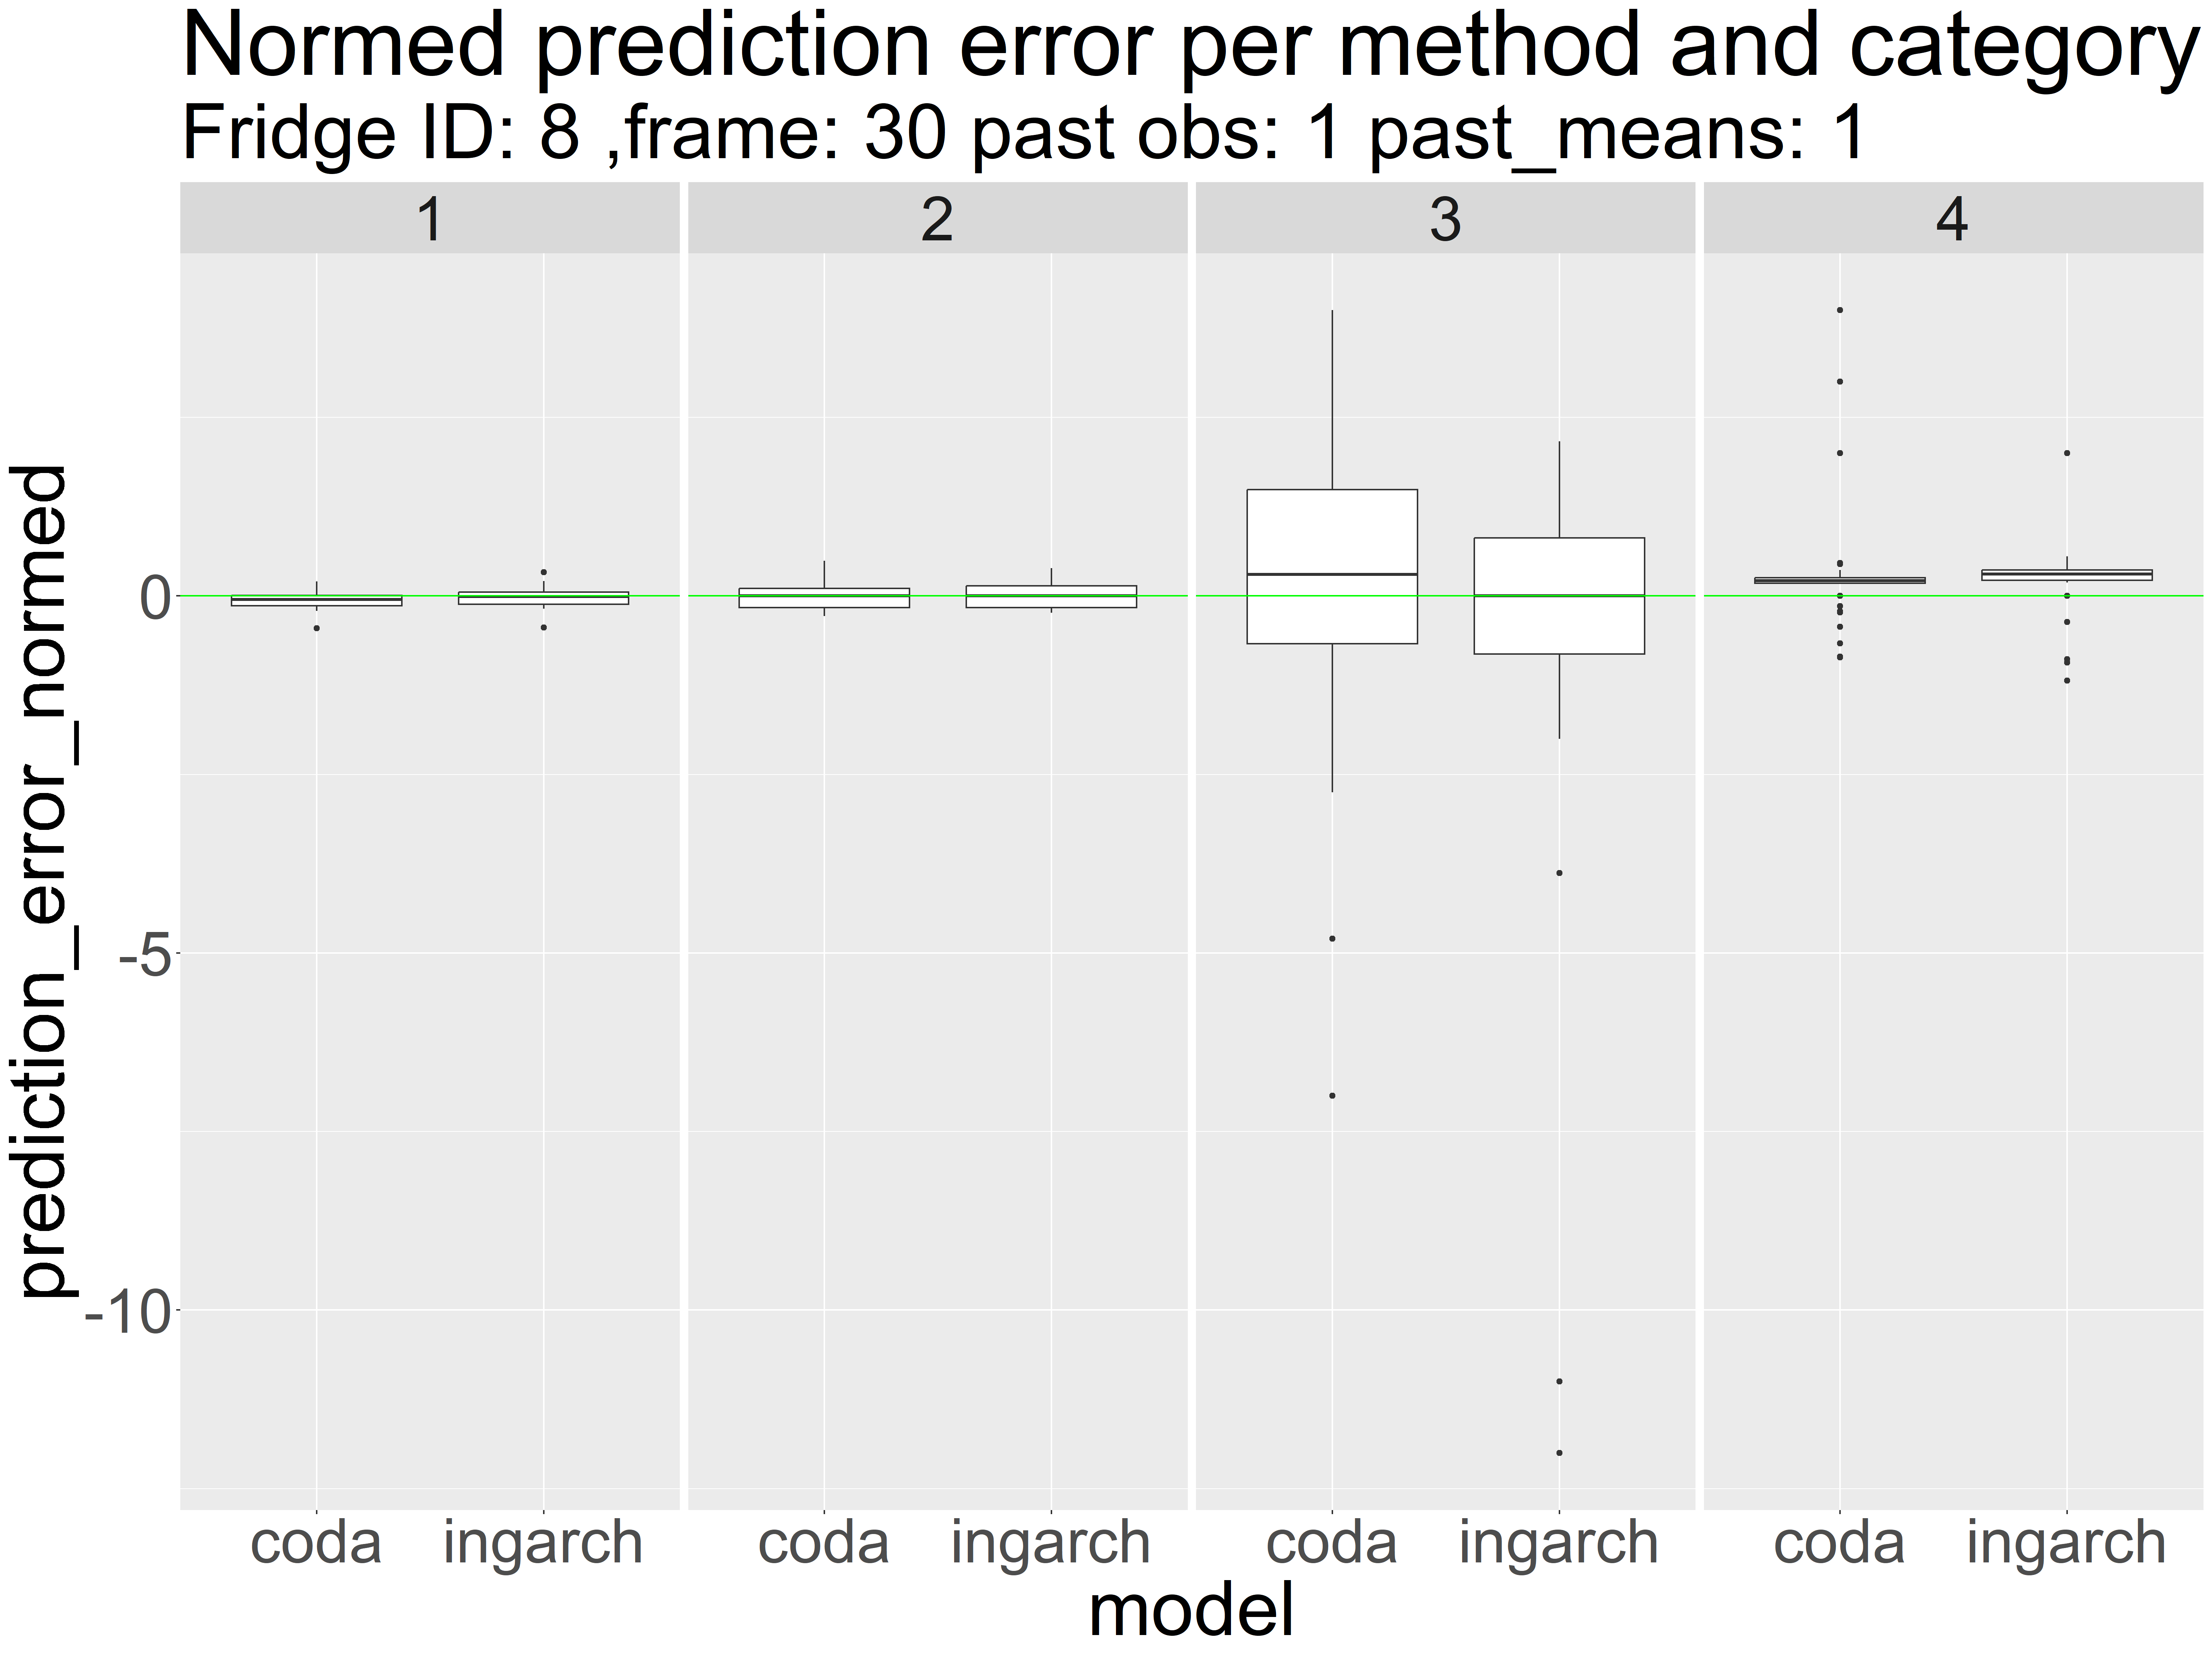 Normed prediction error per method and category
Fridge ID: 8 ,frame: 30 past obs: 1 past_means: 1
1 2 3 4
prediction_error_normed
0
-5
-10
coda ingarch coda ingarch coda ingarch coda ingarch
model